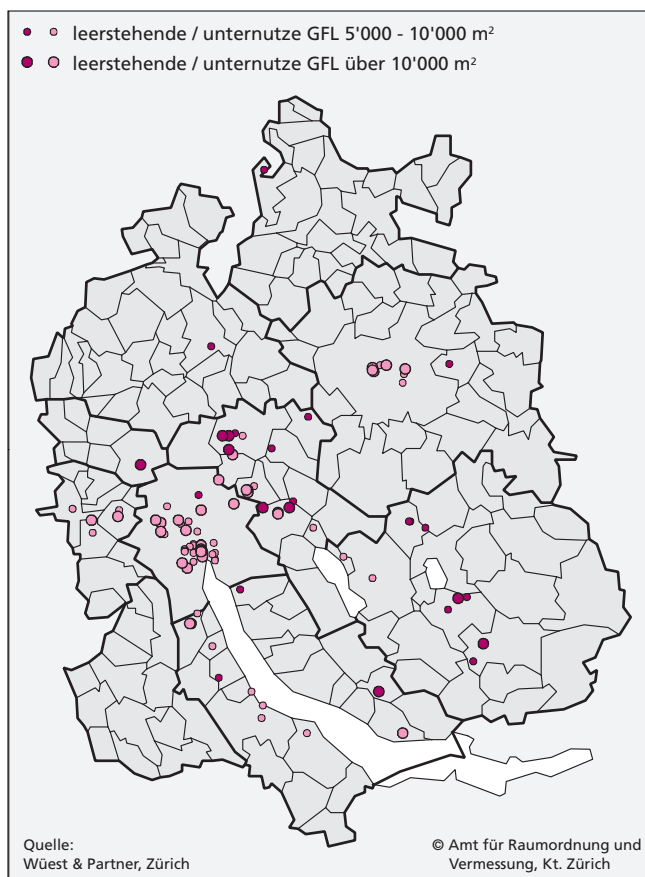 leerstehende / unternutze GFL 5'000 - 10'000 m²
leerstehende / unternutze GFL über 10'000 m²
Quelle:
Wüest & Partner, Zürich
© Amt für Raumordnung und
Vermessung, Kt. Zürich